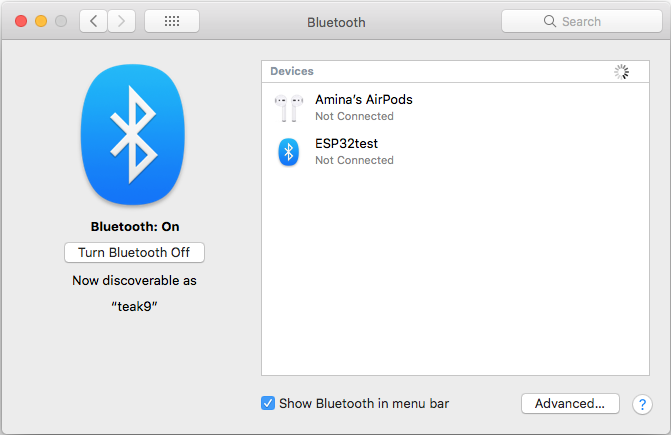 Bluetooth
Search
Devices
Amina’s AirPods
Not Connected
ESP32test
Not Connected
Bluetooth: On
Turn Bluetooth Off
Now discoverable as
“teak9”
Show Bluetooth in menu bar
Advanced...
?